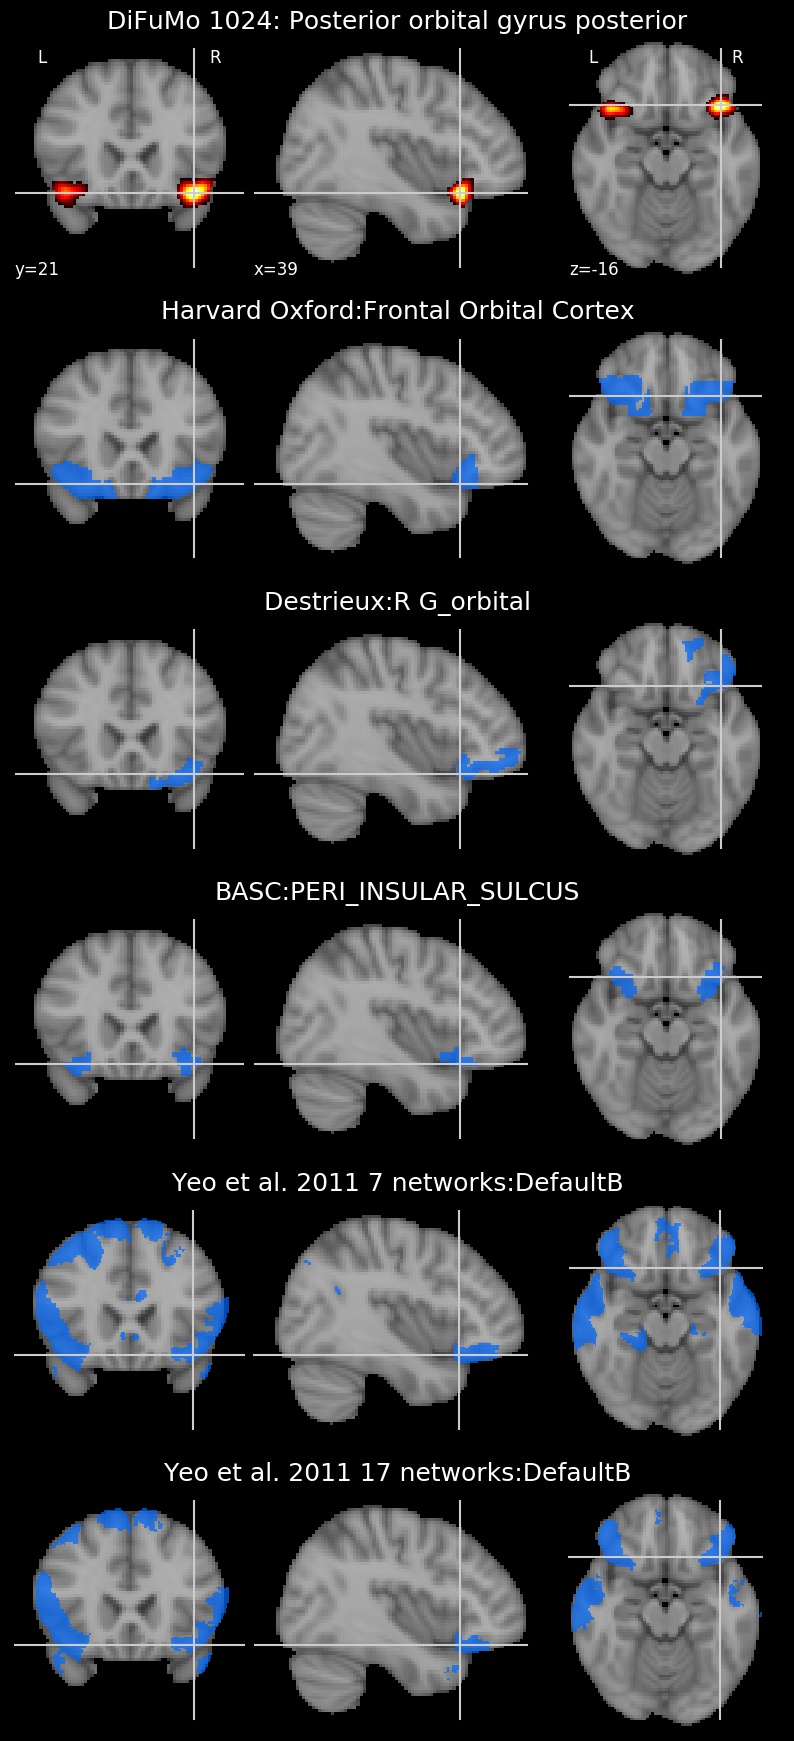 DiFuMo 1024: Posterior orbital gyrus posterior
L R L R
y=21 x=39 z=-16
Harvard Oxford:Frontal Orbital Cortex
Destrieux:R G_orbital
BASC:PERI_INSULAR_SULCUS
Yeo et al. 2011 7 networks:DefaultB
Yeo et al. 2011 17 networks:DefaultB